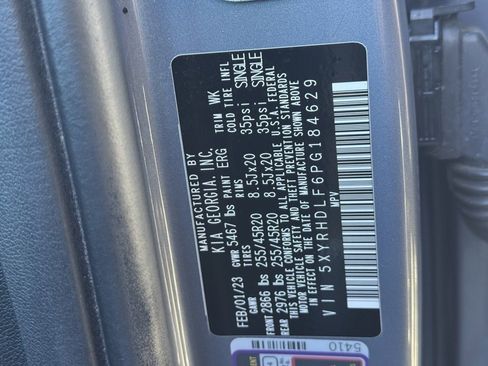 MANUFACTURED BY
KIA GEORGIA, INC.
FEB/01/23 GVWR 5467 lbs PAINT ERG TRIM WK
GAWR RIMS COLD TIRE INFL
FRONT 2866 lbs 255/45R20 8.5Jx20 35psi SINGLE
REAR 2976 lbs 255/45R20 8.5Jx20 35psi SINGLE
THIS VEHICLE CONFORMS TO ALL APPLICABLE U.S.A. FEDERAL
MOTOR VEHICLE SAFETY AND THEFT PREVENTION STANDARDS
IN EFFECT ON THE DATE OF MANUFACTURE SHOWN ABOVE
VIN 5XYRHDLF6PG184629
MPV
5410